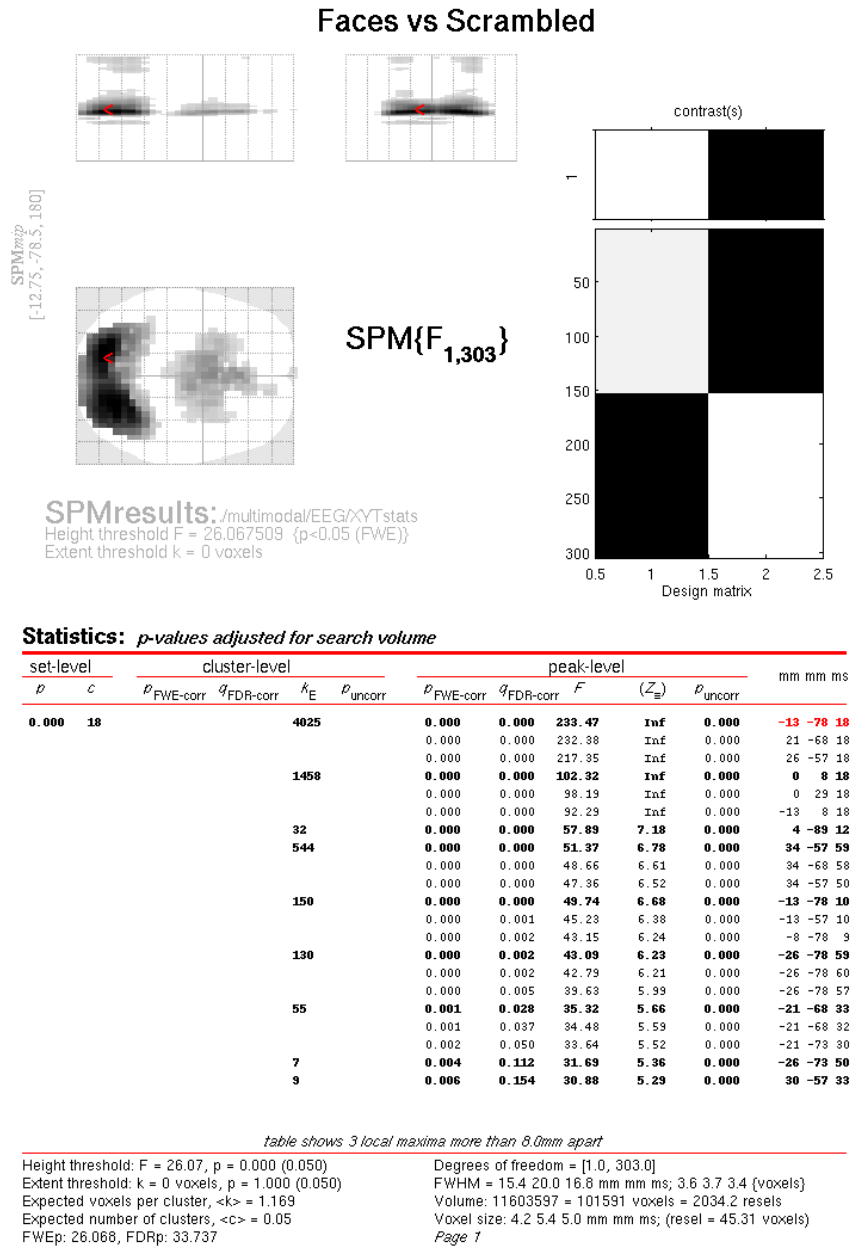 Faces vs Scrambled
SPMmip
[-12.75, -78.5, 180]
SPM{F1,303}
contrast(s)
1
50
100
150
200
250
300
0.5 1 1.5 2 2.5
Design matrix
SPMresults: ./multimodal/EEG/XYTstats
Height threshold F = 26.067509 {p<0.05 (FWE)}
Extent threshold k = 0 voxels
Statistics: p-values adjusted for search volume
set-level cluster-level peak-level mm mm ms
p c pFWE-corr qFDR-corr kE puncorr pFWE-corr qFDR-corr F (Z≡) puncorr
0.000 18 4025 0.000 0.000 233.47 Inf 0.000 -13 -78 18
0.000 0.000 232.38 Inf 0.000 21 -68 18
0.000 0.000 217.35 Inf 0.000 26 -57 18
1458 0.000 0.000 102.32 Inf 0.000 0 8 18
0.000 0.000 98.19 Inf 0.000 0 29 18
0.000 0.000 92.29 Inf 0.000 -13 8 18
32 0.000 0.000 57.89 7.18 0.000 4 -89 12
544 0.000 0.000 51.37 6.78 0.000 34 -57 59
0.000 0.000 48.66 6.61 0.000 34 -68 58
0.000 0.000 47.36 6.52 0.000 34 -57 50
150 0.000 0.000 49.74 6.68 0.000 -13 -78 10
0.000 0.001 45.23 6.38 0.000 -13 -57 10
0.000 0.002 43.15 6.24 0.000 -8 -78 9
130 0.000 0.002 43.09 6.23 0.000 -26 -78 59
0.000 0.002 42.79 6.21 0.000 -26 -78 60
0.000 0.005 39.63 5.99 0.000 -26 -78 57
55 0.001 0.028 35.32 5.66 0.000 -21 -68 33
0.001 0.037 34.48 5.59 0.000 -21 -68 32
0.002 0.050 33.64 5.52 0.000 -21 -73 30
7 0.004 0.112 31.69 5.36 0.000 -26 -73 50
9 0.006 0.154 30.88 5.29 0.000 30 -57 33
table shows 3 local maxima more than 8.0mm apart
Height threshold: F = 26.07, p = 0.000 (0.050)
Extent threshold: k = 0 voxels, p = 1.000 (0.050)
Expected voxels per cluster, <k> = 1.169
Expected number of clusters, <c> = 0.05
FWEp: 26.068, FDRp: 33.737
Degrees of freedom = [1.0, 303.0]
FWHM = 15.4 20.0 16.8 mm mm ms; 3.6 3.7 3.4 {voxels}
Volume: 11603597 = 101591 voxels = 2034.2 resels
Voxel size: 4.2 5.4 5.0 mm mm ms; (resel = 45.31 voxels)
Page 1